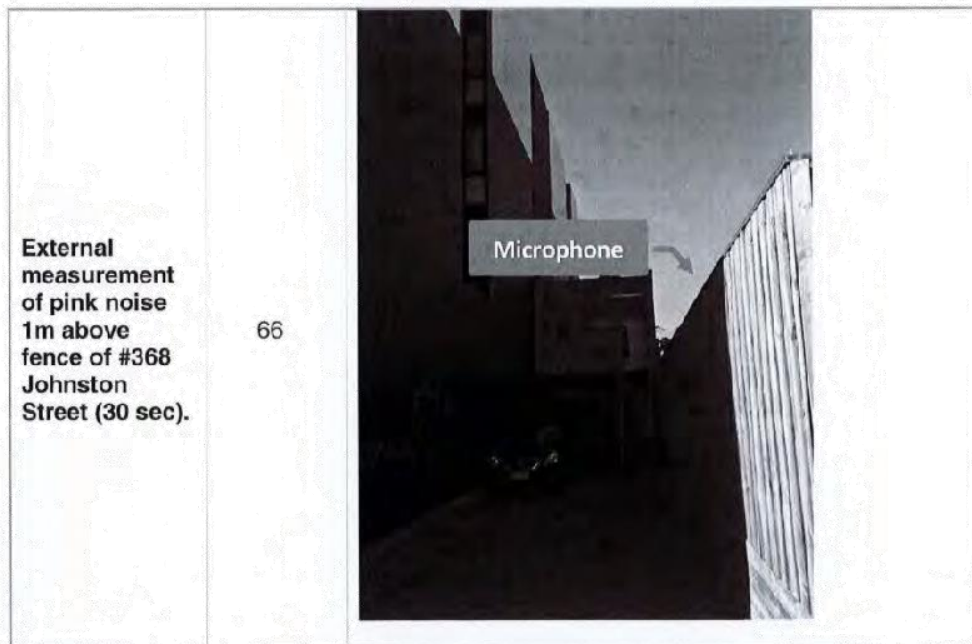 External
measurement
of pink noise
1m above
fence of #368
Johnston
Street (30 sec).
66
Microphone